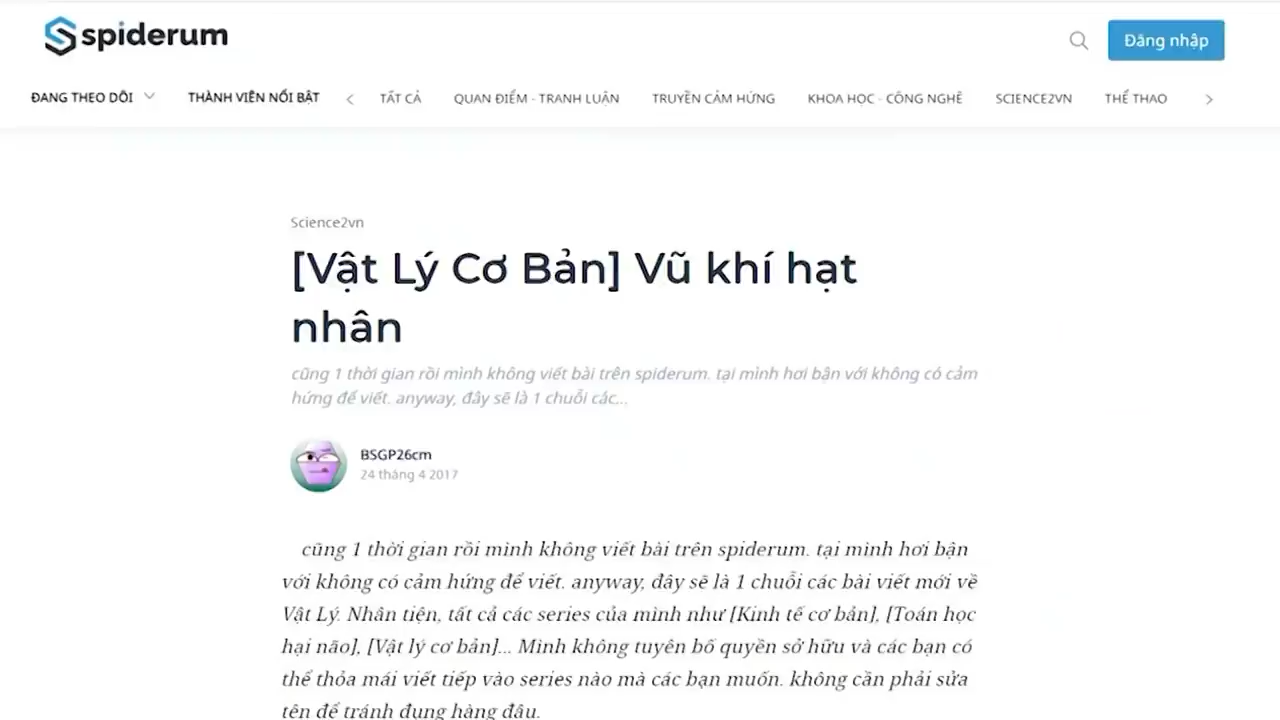 spiderum
Đăng nhập
ĐANG THEO DÕI
THÀNH VIÊN NỔI BẬT
TẤT CẢ
QUAN ĐIỂM - TRANH LUẬN
TRUYỀN CẢM HỨNG
KHOA HỌC - CÔNG NGHỆ
SCIENCE2VN
THỂ THAO
Science2vn
[Vật Lý Cơ Bản] Vũ khí hạt
nhân
cũng 1 thời gian rồi mình không viết bài trên spiderum. tại mình hơi bận với không có cảm
hứng để viết. anyway, đây sẽ là 1 chuỗi các...
BSGP26cm
24 tháng 4 2017
cũng 1 thời gian rồi mình không viết bài trên spiderum. tại mình hơi bận
với không có cảm hứng để viết. anyway, đây sẽ là 1 chuỗi các bài viết mới về
Vật Lý. Nhân tiện, tất cả các series của mình như [Kinh tế cơ bản], [Toán học
hại não], [Vật lý cơ bản]... Mình không tuyên bố quyền sở hữu và các bạn có
thể thỏa mái viết tiếp vào series nào mà các bạn muốn. không cần phải sửa
tên để tránh đụng hàng đâu.